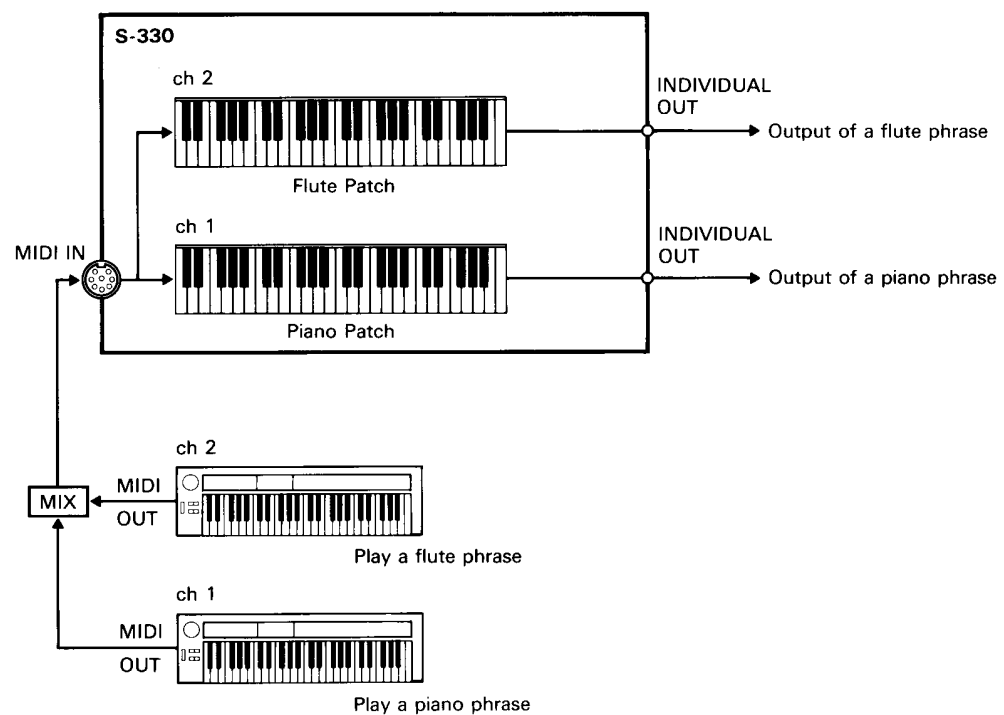 S-330
ch 2
INDIVIDUAL
OUT
Output of a flute phrase
Flute Patch
ch 1
INDIVIDUAL
OUT
MIDI IN
Output of a piano phrase
Piano Patch
ch 2
MIX
MIDI
OUT
Play a flute phrase
ch 1
MIDI
OUT
Play a piano phrase